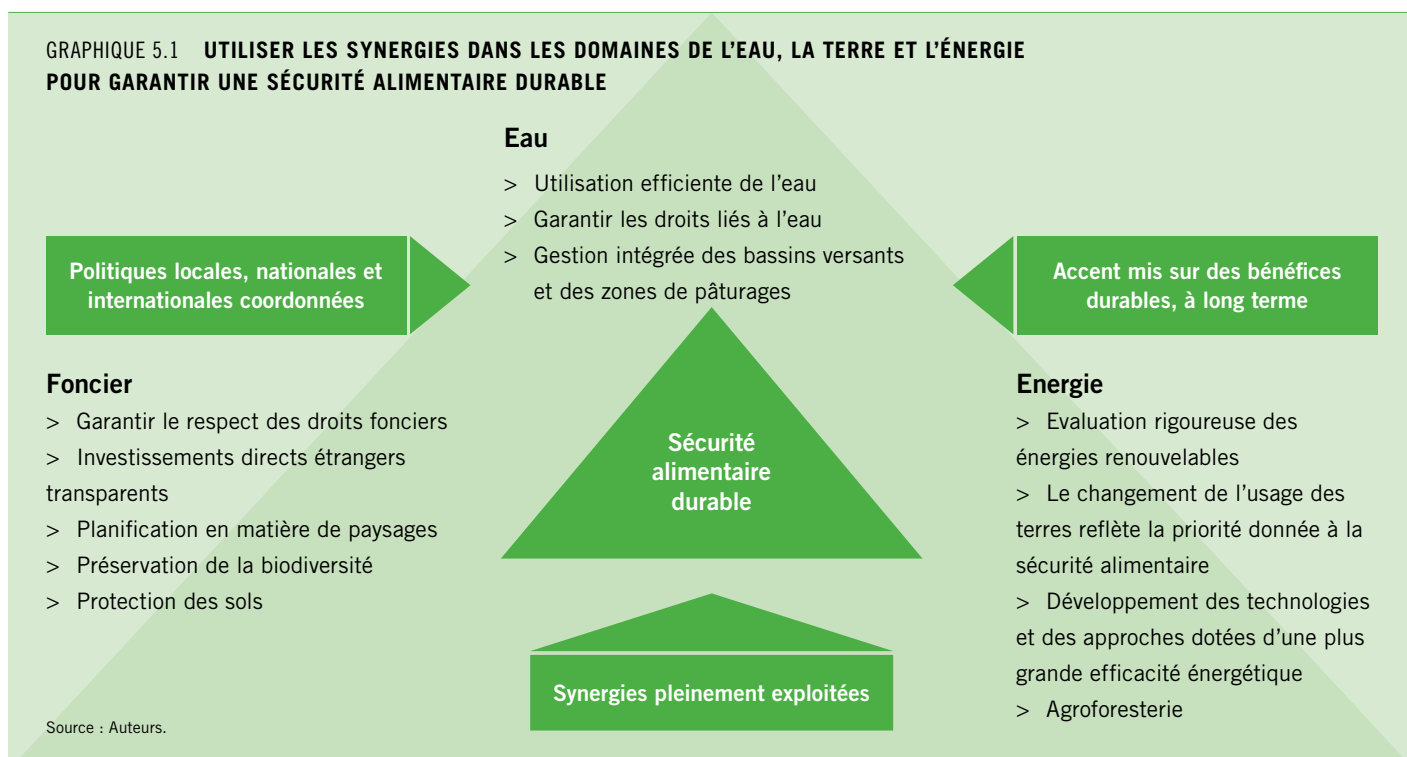 GRAPHIQUE 5.1 UTILISER LES SYNERGIES DANS LES DOMAINES DE L’EAU, LA TERRE ET L’ÉNERGIE
POUR GARANTIR UNE SÉCURITÉ ALIMENTAIRE DURABLE
Eau
> Utilisation efficiente de l’eau
> Garantir les droits liés à l’eau
> Gestion intégrée des bassins versants
et des zones de pâturages
Politiques locales, nationales et
internationales coordonnées
Accent mis sur des bénéfices
durables, à long terme
Foncier
> Garantir le respect des droits fonciers
> Investissements directs étrangers
transparents
> Planification en matière de paysages
> Préservation de la biodiversité
> Protection des sols
Sécurité
alimentaire
durable
Energie
> Evaluation rigoureuse des
énergies renouvelables
> Le changement de l’usage des
terres reflète la priorité donnée à la
sécurité alimentaire
> Développement des technologies
et des approches dotées d’une plus
grande efficacité énergétique
> Agroforesterie
Synergies pleinement exploitées
Source : Auteurs.